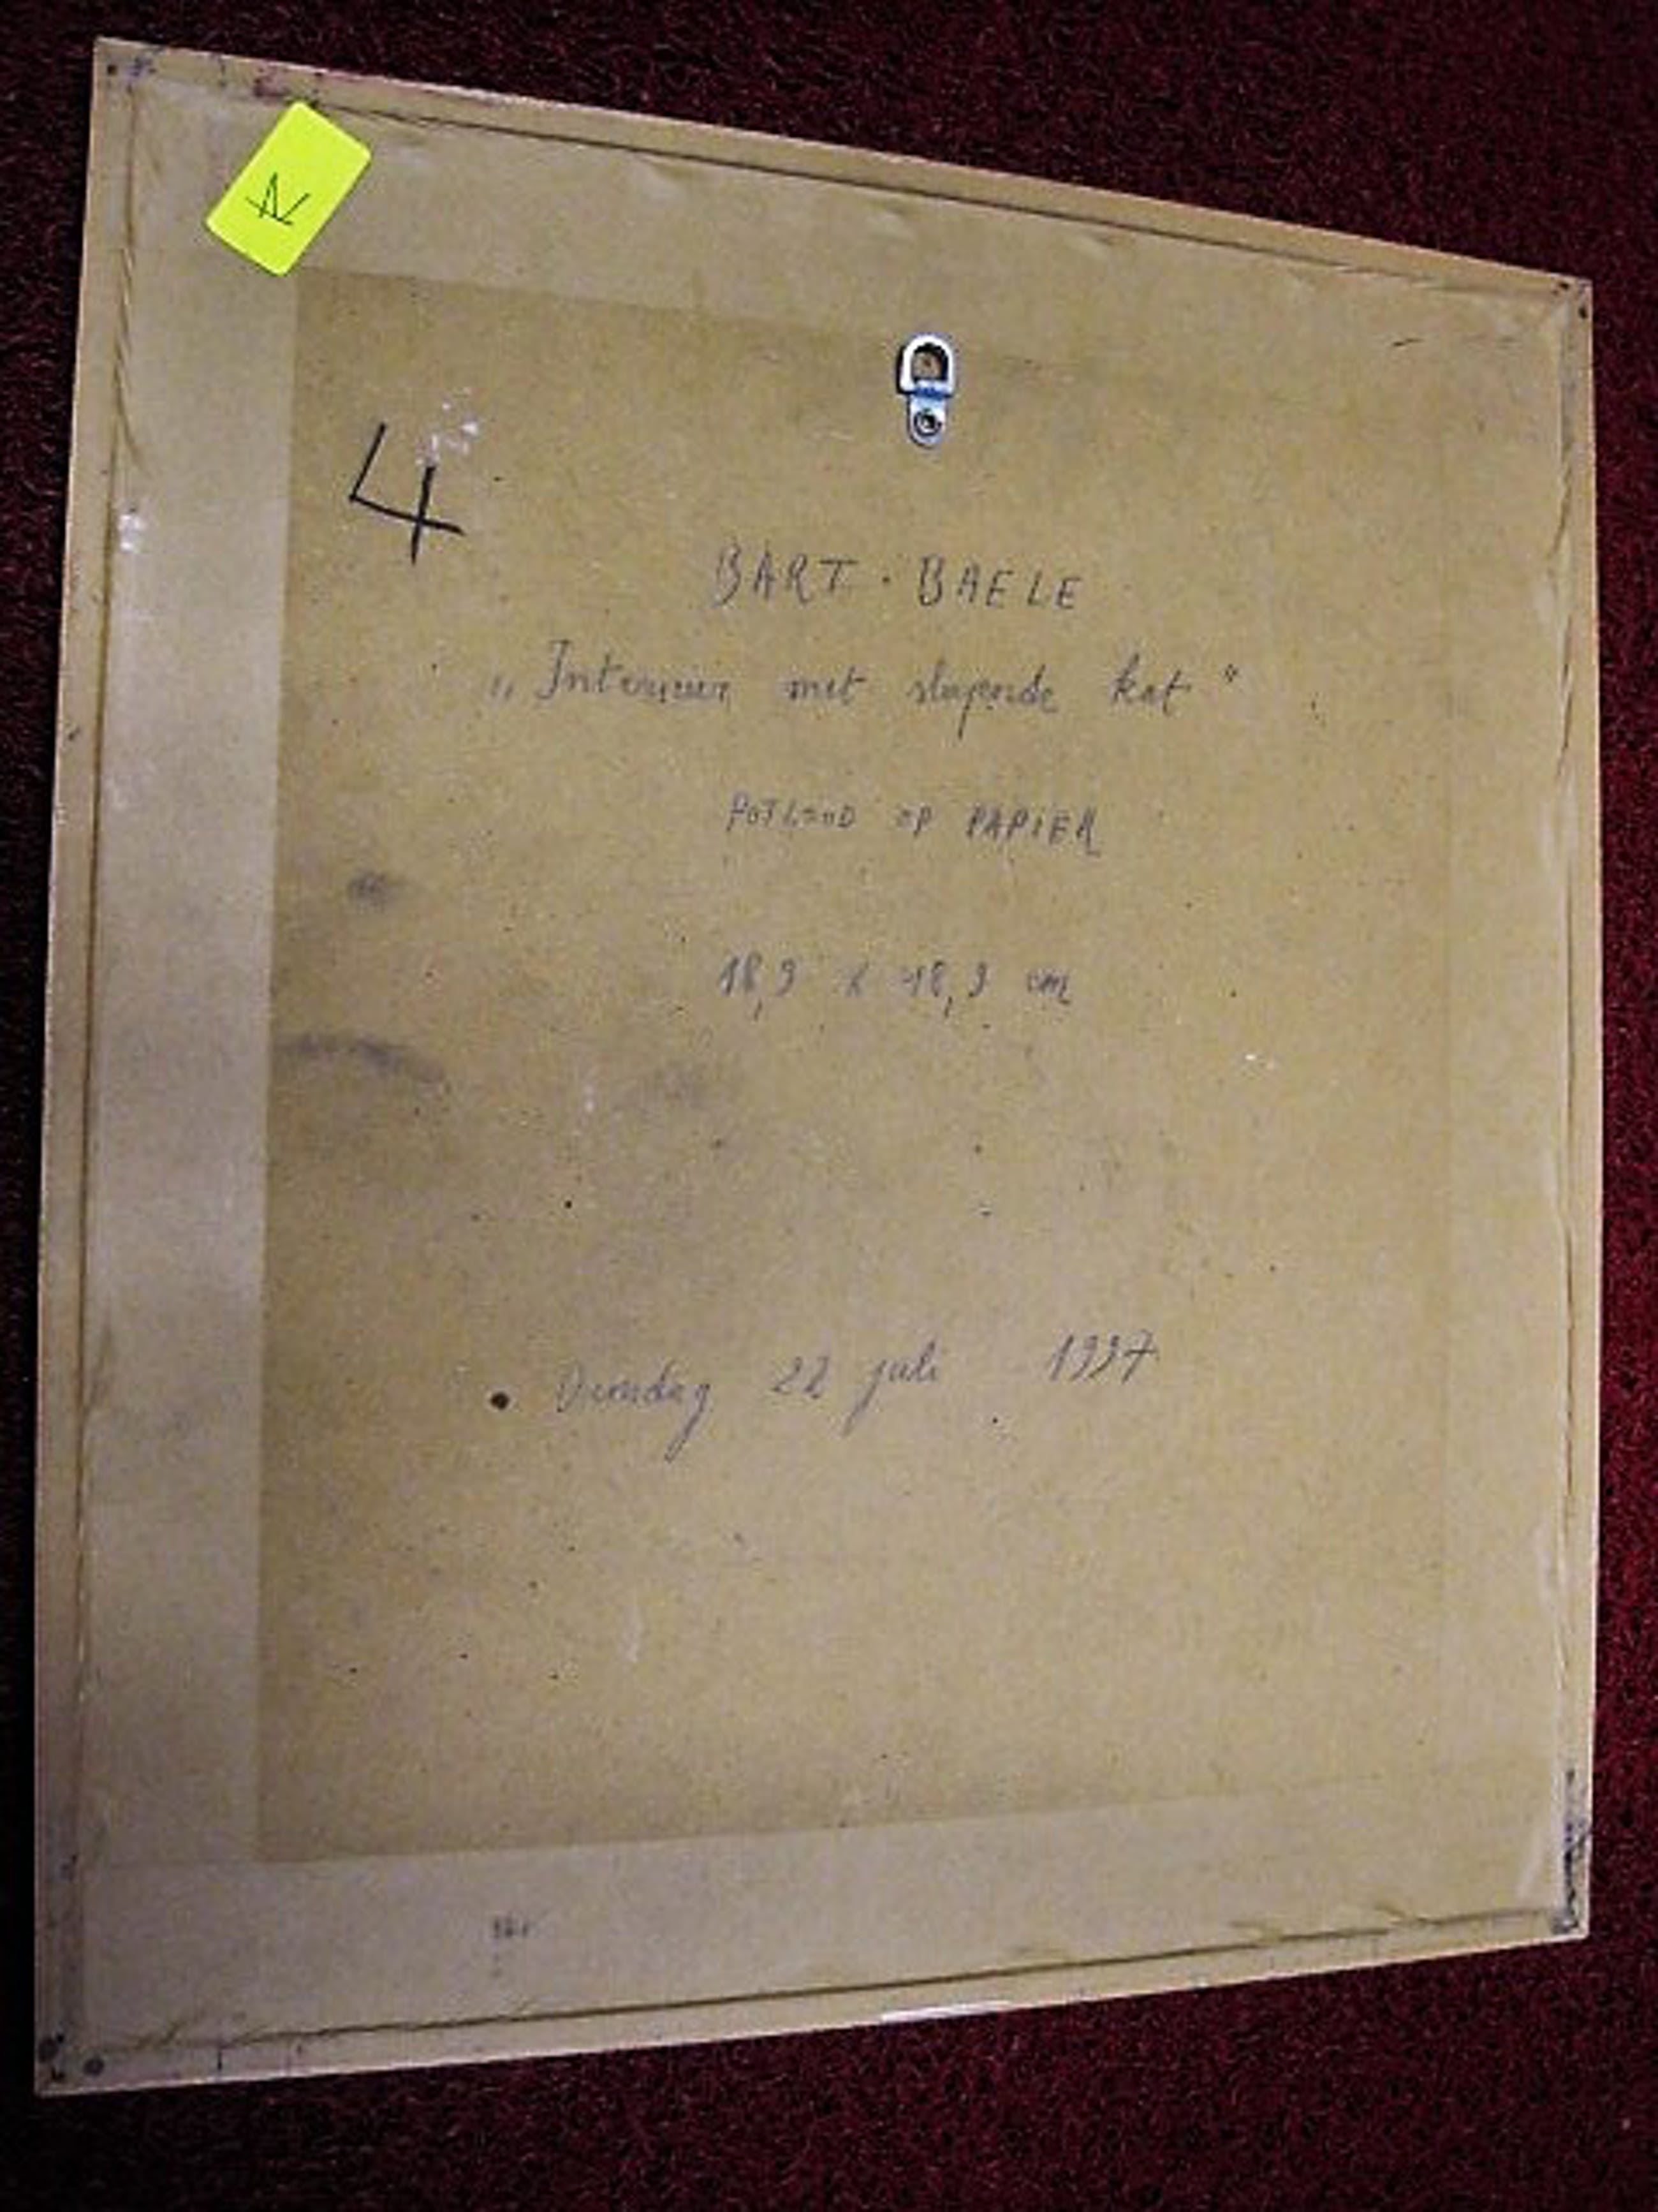 4
BART · BAELE
„ Interieur met slapende kat "
POTLOOD OP PAPIER
18,9 x 18,9 cm
Dinsdag 22 juli 1997